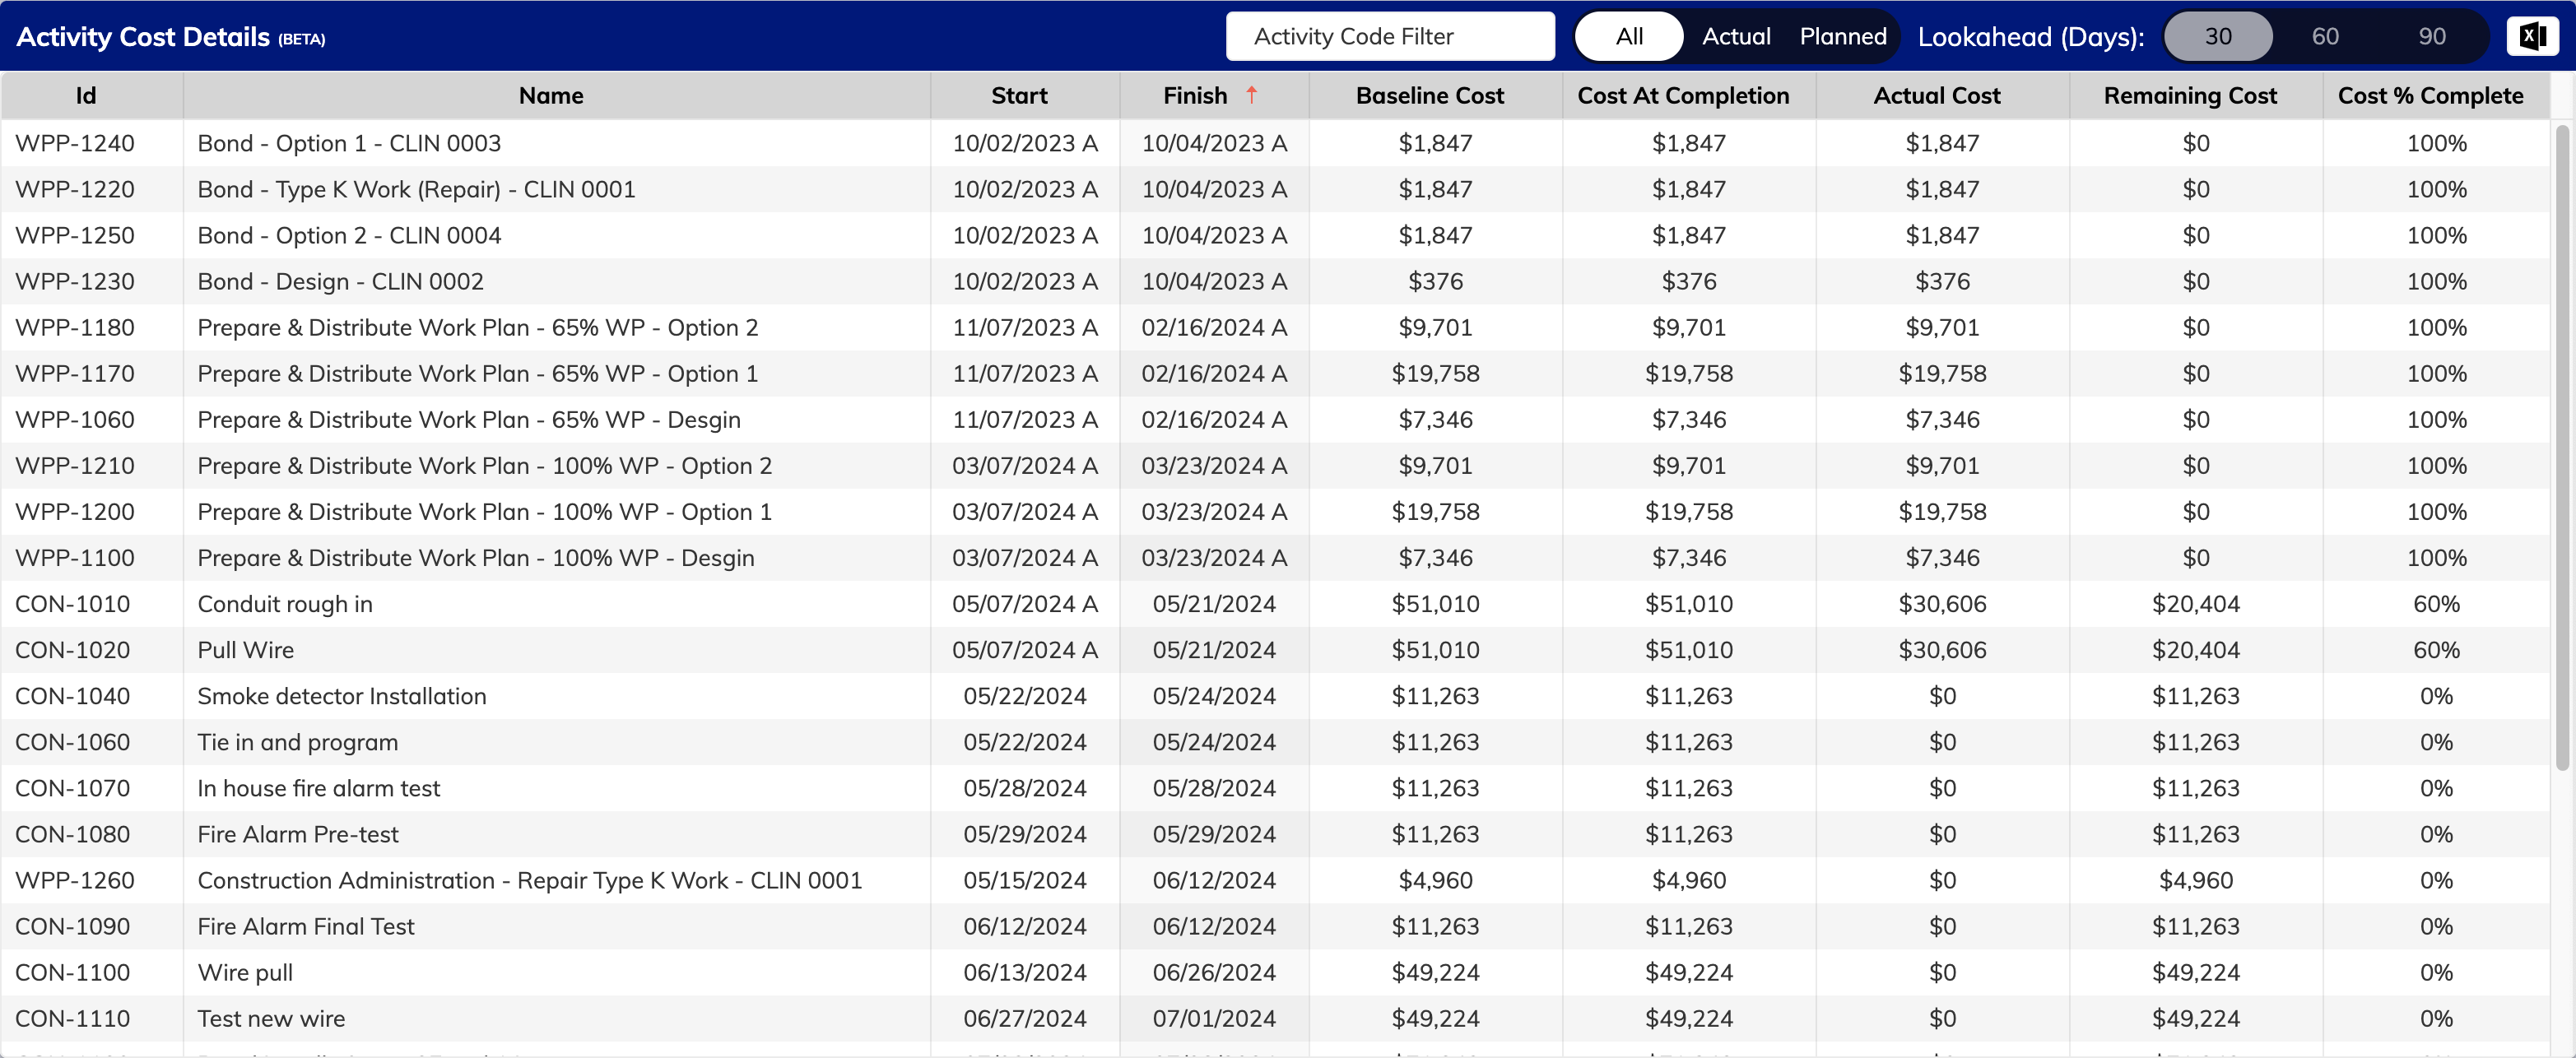 Activity Cost Details (BETA) Activity Code Filter All Actual Planned Lookahead (Days): 30 60 90 X
Id Name Start Finish ↑ Baseline Cost Cost At Completion Actual Cost Remaining Cost Cost % Complete
WPP-1240 Bond - Option 1 - CLIN 0003 10/02/2023 A 10/04/2023 A $1,847 $1,847 $1,847 $0 100%
WPP-1220 Bond - Type K Work (Repair) - CLIN 0001 10/02/2023 A 10/04/2023 A $1,847 $1,847 $1,847 $0 100%
WPP-1250 Bond - Option 2 - CLIN 0004 10/02/2023 A 10/04/2023 A $1,847 $1,847 $1,847 $0 100%
WPP-1230 Bond - Design - CLIN 0002 10/02/2023 A 10/04/2023 A $376 $376 $376 $0 100%
WPP-1180 Prepare & Distribute Work Plan - 65% WP - Option 2 11/07/2023 A 02/16/2024 A $9,701 $9,701 $9,701 $0 100%
WPP-1170 Prepare & Distribute Work Plan - 65% WP - Option 1 11/07/2023 A 02/16/2024 A $19,758 $19,758 $19,758 $0 100%
WPP-1060 Prepare & Distribute Work Plan - 65% WP - Desgin 11/07/2023 A 02/16/2024 A $7,346 $7,346 $7,346 $0 100%
WPP-1210 Prepare & Distribute Work Plan - 100% WP - Option 2 03/07/2024 A 03/23/2024 A $9,701 $9,701 $9,701 $0 100%
WPP-1200 Prepare & Distribute Work Plan - 100% WP - Option 1 03/07/2024 A 03/23/2024 A $19,758 $19,758 $19,758 $0 100%
WPP-1100 Prepare & Distribute Work Plan - 100% WP - Desgin 03/07/2024 A 03/23/2024 A $7,346 $7,346 $7,346 $0 100%
CON-1010 Conduit rough in 05/07/2024 A 05/21/2024 $51,010 $51,010 $30,606 $20,404 60%
CON-1020 Pull Wire 05/07/2024 A 05/21/2024 $51,010 $51,010 $30,606 $20,404 60%
CON-1040 Smoke detector Installation 05/22/2024 05/24/2024 $11,263 $11,263 $0 $11,263 0%
CON-1060 Tie in and program 05/22/2024 05/24/2024 $11,263 $11,263 $0 $11,263 0%
CON-1070 In house fire alarm test 05/28/2024 05/28/2024 $11,263 $11,263 $0 $11,263 0%
CON-1080 Fire Alarm Pre-test 05/29/2024 05/29/2024 $11,263 $11,263 $0 $11,263 0%
WPP-1260 Construction Administration - Repair Type K Work - CLIN 0001 05/15/2024 06/12/2024 $4,960 $4,960 $0 $4,960 0%
CON-1090 Fire Alarm Final Test 06/12/2024 06/12/2024 $11,263 $11,263 $0 $11,263 0%
CON-1100 Wire pull 06/13/2024 06/26/2024 $49,224 $49,224 $0 $49,224 0%
CON-1110 Test new wire 06/27/2024 07/01/2024 $49,224 $49,224 $0 $49,224 0%